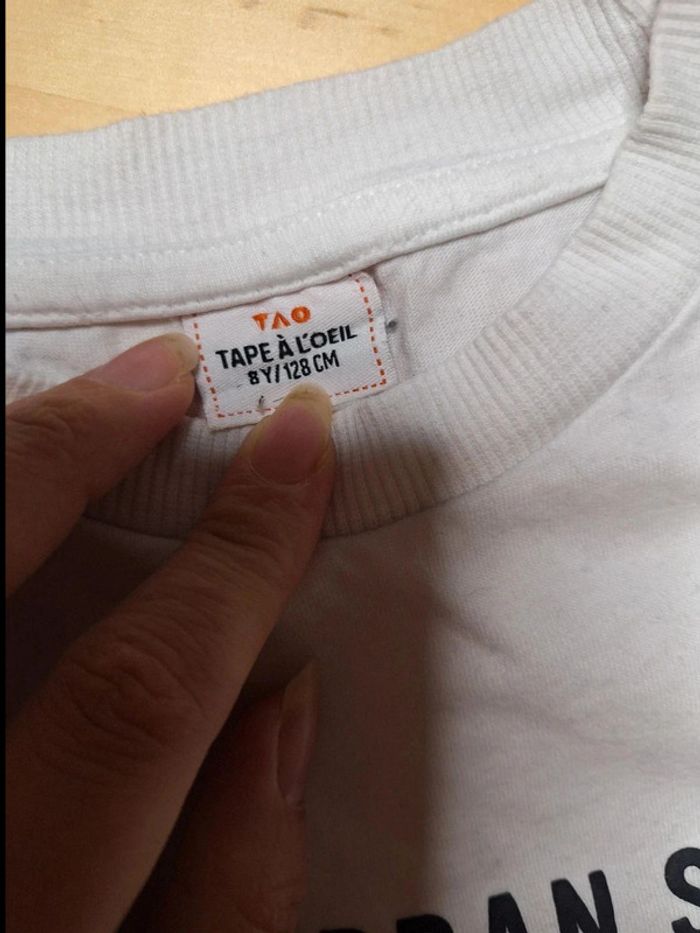 TAO
TAPE À L'OEIL
8Y/128 CM